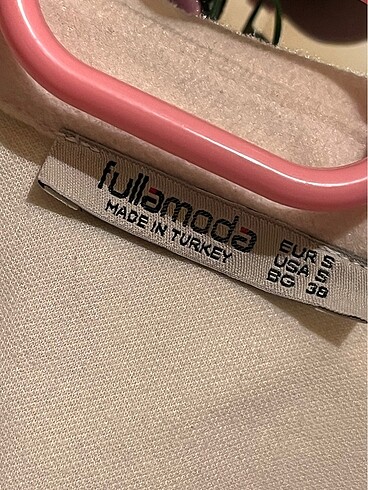 fullamoda
MADE IN TURKEY
EUR S
USA S
BG 38